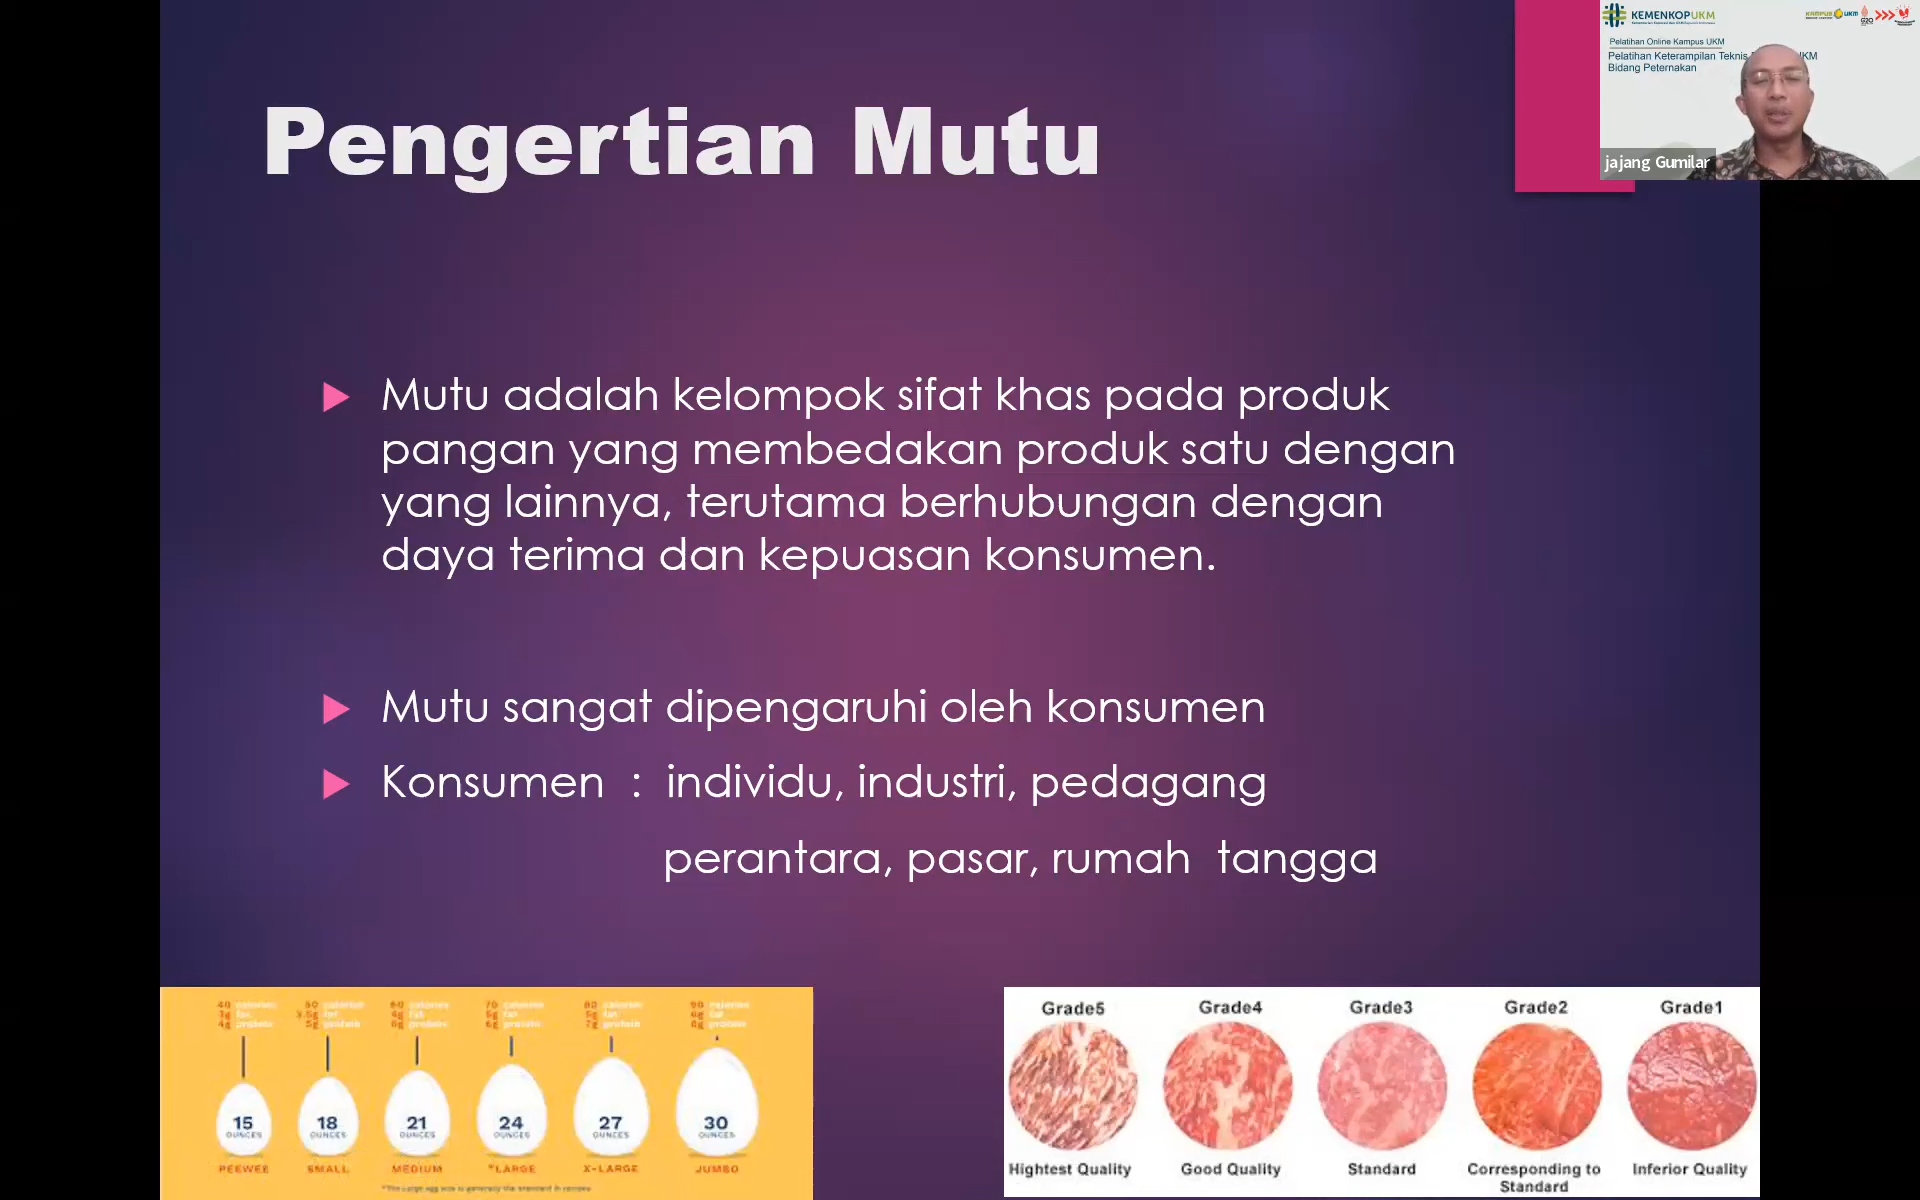 Pengertian Mutu
KEMENKOPUKM
Pelatihan Online Kampus UKM
Pelatihan Keterampilan Teknis
UKM
Bidang Peternakan
jajang Gumilar
Mutu adalah kelompok sifat khas pada produk
pangan yang membedakan produk satu dengan
yang lainnya, terutama berhubungan dengan
daya terima dan kepuasan konsumen.
Mutu sangat dipengaruhi oleh konsumen
Konsumen : individu, industri, pedagang
perantara, pasar, rumah tangga
15 18 21 24 27 30
OUNCES OUNCES OUNCES OUNCES OUNCES OUNCES
PEEWEE SMALL MEDIUM *LARGE X-LARGE JUMBO
Grade5 Grade4 Grade3 Grade2 Grade1
Hightest Quality Good Quality Standard Corresponding to Inferior Quality
Standard